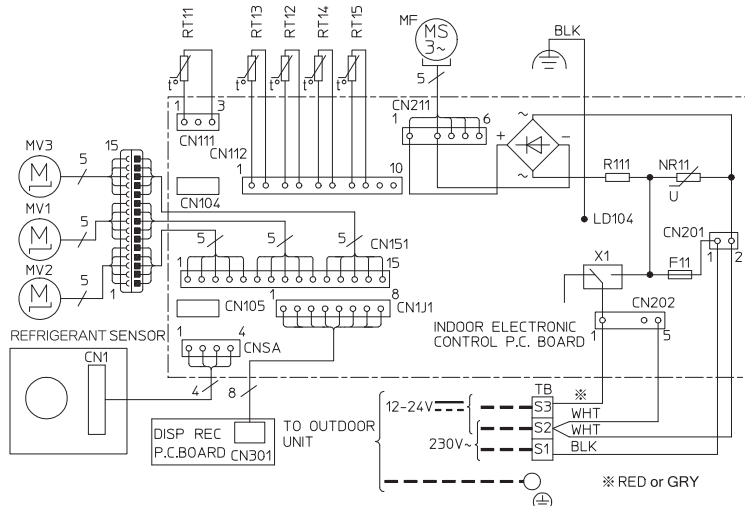 RT11
RT13
RT12
RT14
RT15
MF
MS
3~
BLK
t°
t°
t°
t°
t°
5
1
3
CN111
CN211
1
6
+
−
~
~
R111
NR11
U
MV3
15
5
M
CN112
1
10
CN104
LD104
MV1
5
M
CN201
1
2
5
5
5
CN151
1
15
X1
F11
MV2
5
M
1
CN105
CN1J1
8
CN202
1
5
INDOOR ELECTRONIC
CONTROL P.C. BOARD
REFRIGERANT SENSOR
CN1
1
4
CNSA
4
8
DISP REC
P.C.BOARD
CN301
TO OUTDOOR
UNIT
12-24V
230V~
TB
S3
S2
S1
※
WHT
WHT
BLK
※ RED or GRY